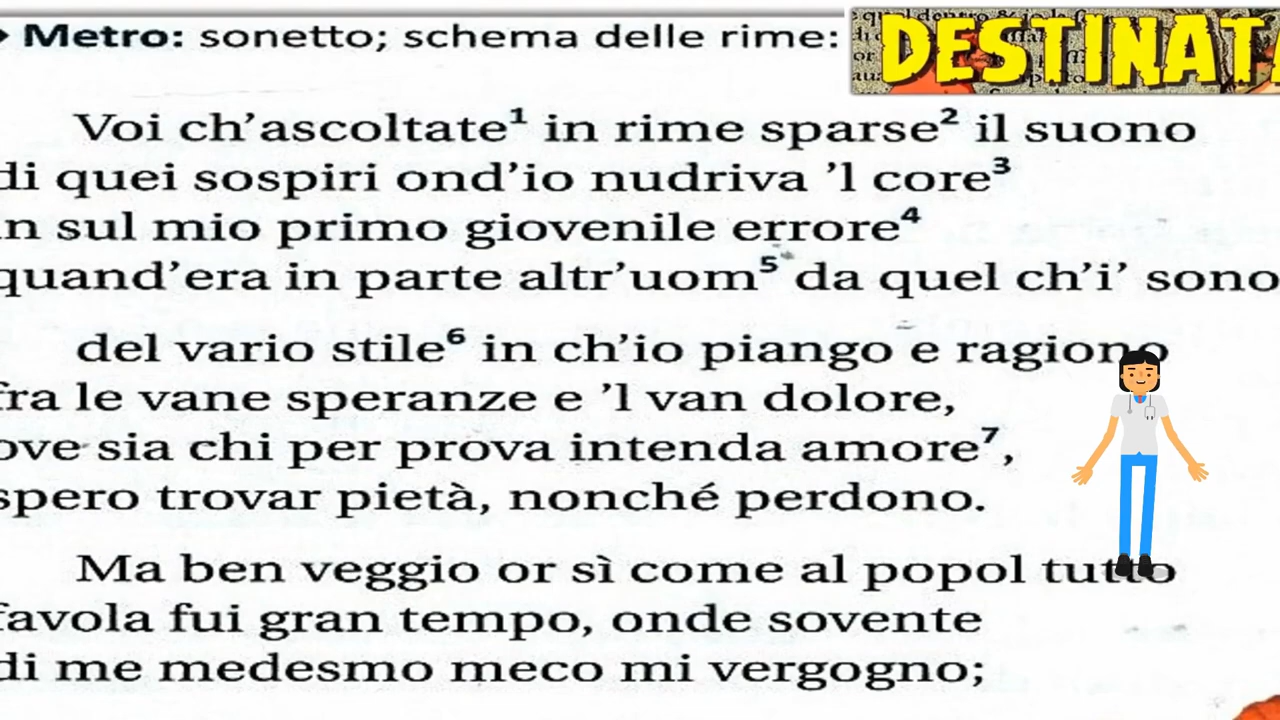 Metro: sonetto; schema delle rime:
DESTINATA
Voi ch’ascoltate¹ in rime sparse² il suono
di quei sospiri ond’io nudriva ’l core³
in sul mio primo giovenile errore⁴
quand’era in parte altr’uom⁵ da quel ch’i’ sono
del vario stile⁶ in ch’io piango e ragiono
fra le vane speranze e ’l van dolore,
ove sia chi per prova intenda amore⁷,
spero trovar pietà, nonché perdono.
Ma ben veggio or sì come al popol tutto
favola fui gran tempo, onde sovente
di me medesmo meco mi vergogno;